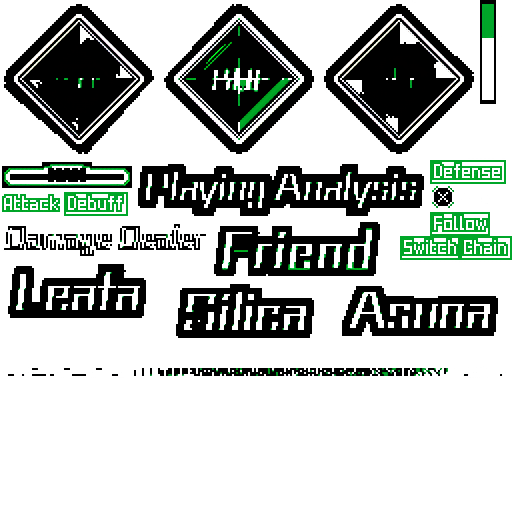 Playing Analysis
Defense
Attack Debuff
Follow
Damage Dealer
Friend
Switch Chain
Leafa
Silica
Asuna